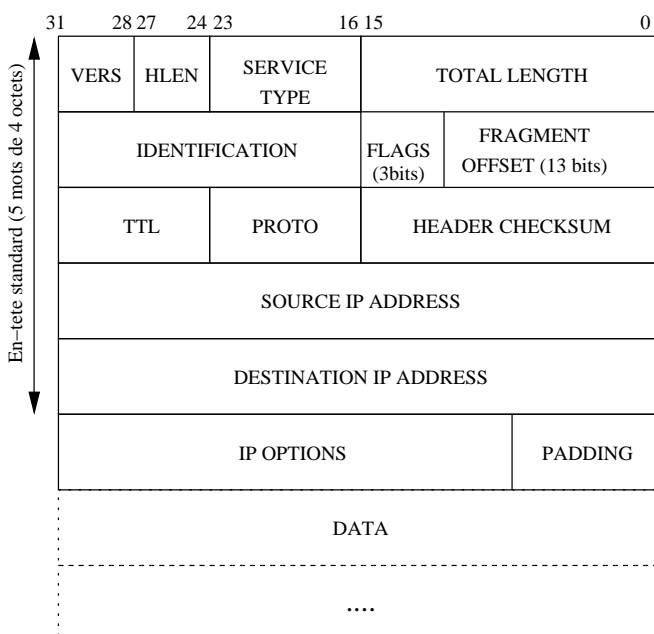 31 28 27 24 23 16 15 0
VERS HLEN SERVICE TYPE TOTAL LENGTH
IDENTIFICATION FLAGS (3bits) FRAGMENT OFFSET (13 bits)
TTL PROTO HEADER CHECKSUM
SOURCE IP ADDRESS
DESTINATION IP ADDRESS
IP OPTIONS PADDING
DATA
....
En-tete standard (5 mots de 4 octets)